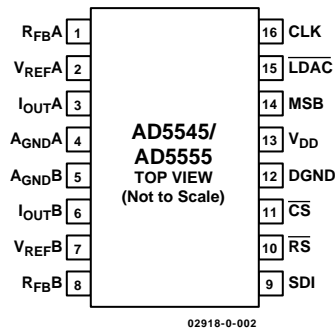 RFBA 1
VREFA 2
IOUTA 3
AGNDA 4
AGNDB 5
IOUTB 6
VREFB 7
RFBB 8
AD5545/
AD5555
TOP VIEW
(Not to Scale)
16 CLK
15 LDAC
14 MSB
13 VDD
12 DGND
11 CS
10 RS
9 SDI
02918-0-002